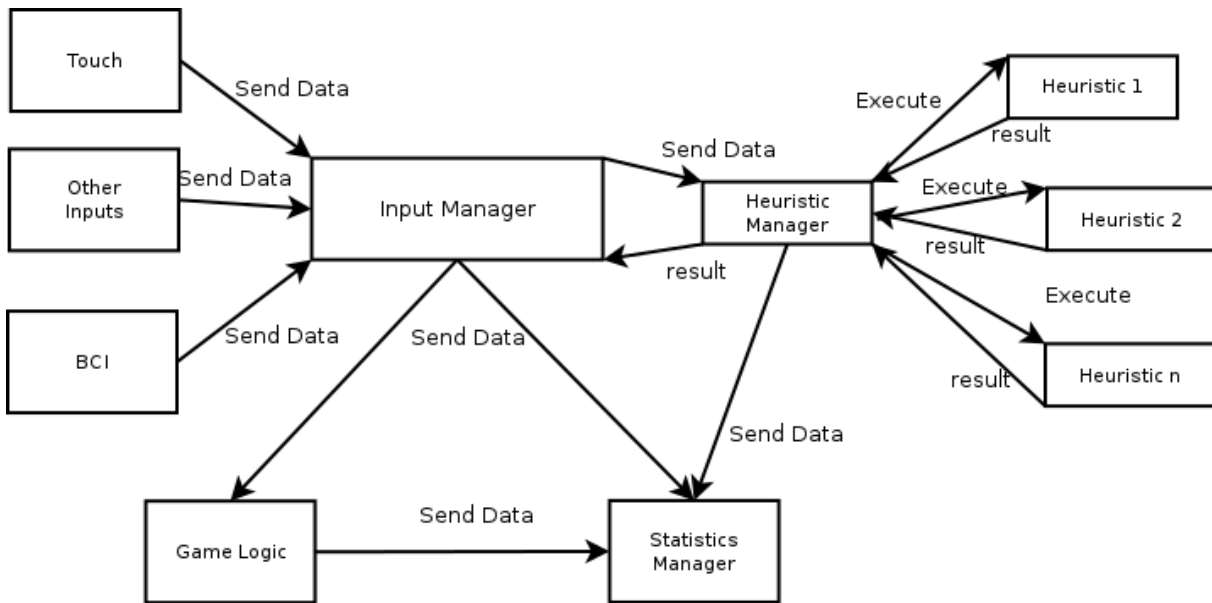 Touch
Send Data
Other
Inputs
Send Data
BCI
Send Data
Input Manager
Send Data
result
Heuristic
Manager
Execute
result
Heuristic 1
Execute
result
Heuristic 2
Execute
result
Heuristic n
Send Data
Send Data
Game Logic
Send Data
Statistics
Manager